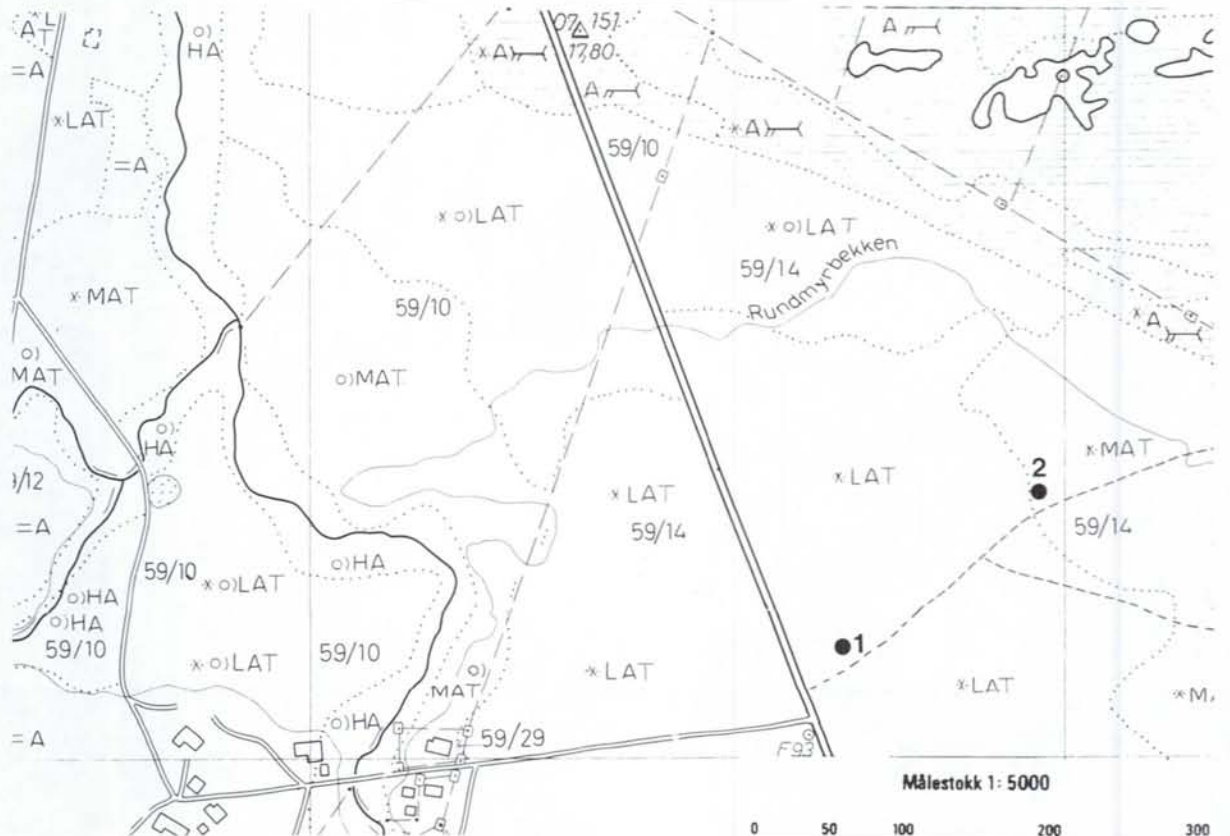 A
T
=A
*LAT
=A
*MAT
O)
HA
07, 151
17,80
*A)
A
59/10
*A)
A
*O)LAT
*O)LAT
59/14
Rundmyrbekken
*A
59/10
O)MAT
O)
MAT
O)
HA
=A
*LAT
59/14
*LAT
*MAT
2
59/14
59/10
O)HA
*O)LAT
O)HA
O)HA
59/10
*O)LAT
59/10
*LAT
1
*LAT
O)
MAT
=A
O)HA
59/29
F93
Målestokk 1: 5000
0 50 100 200 300